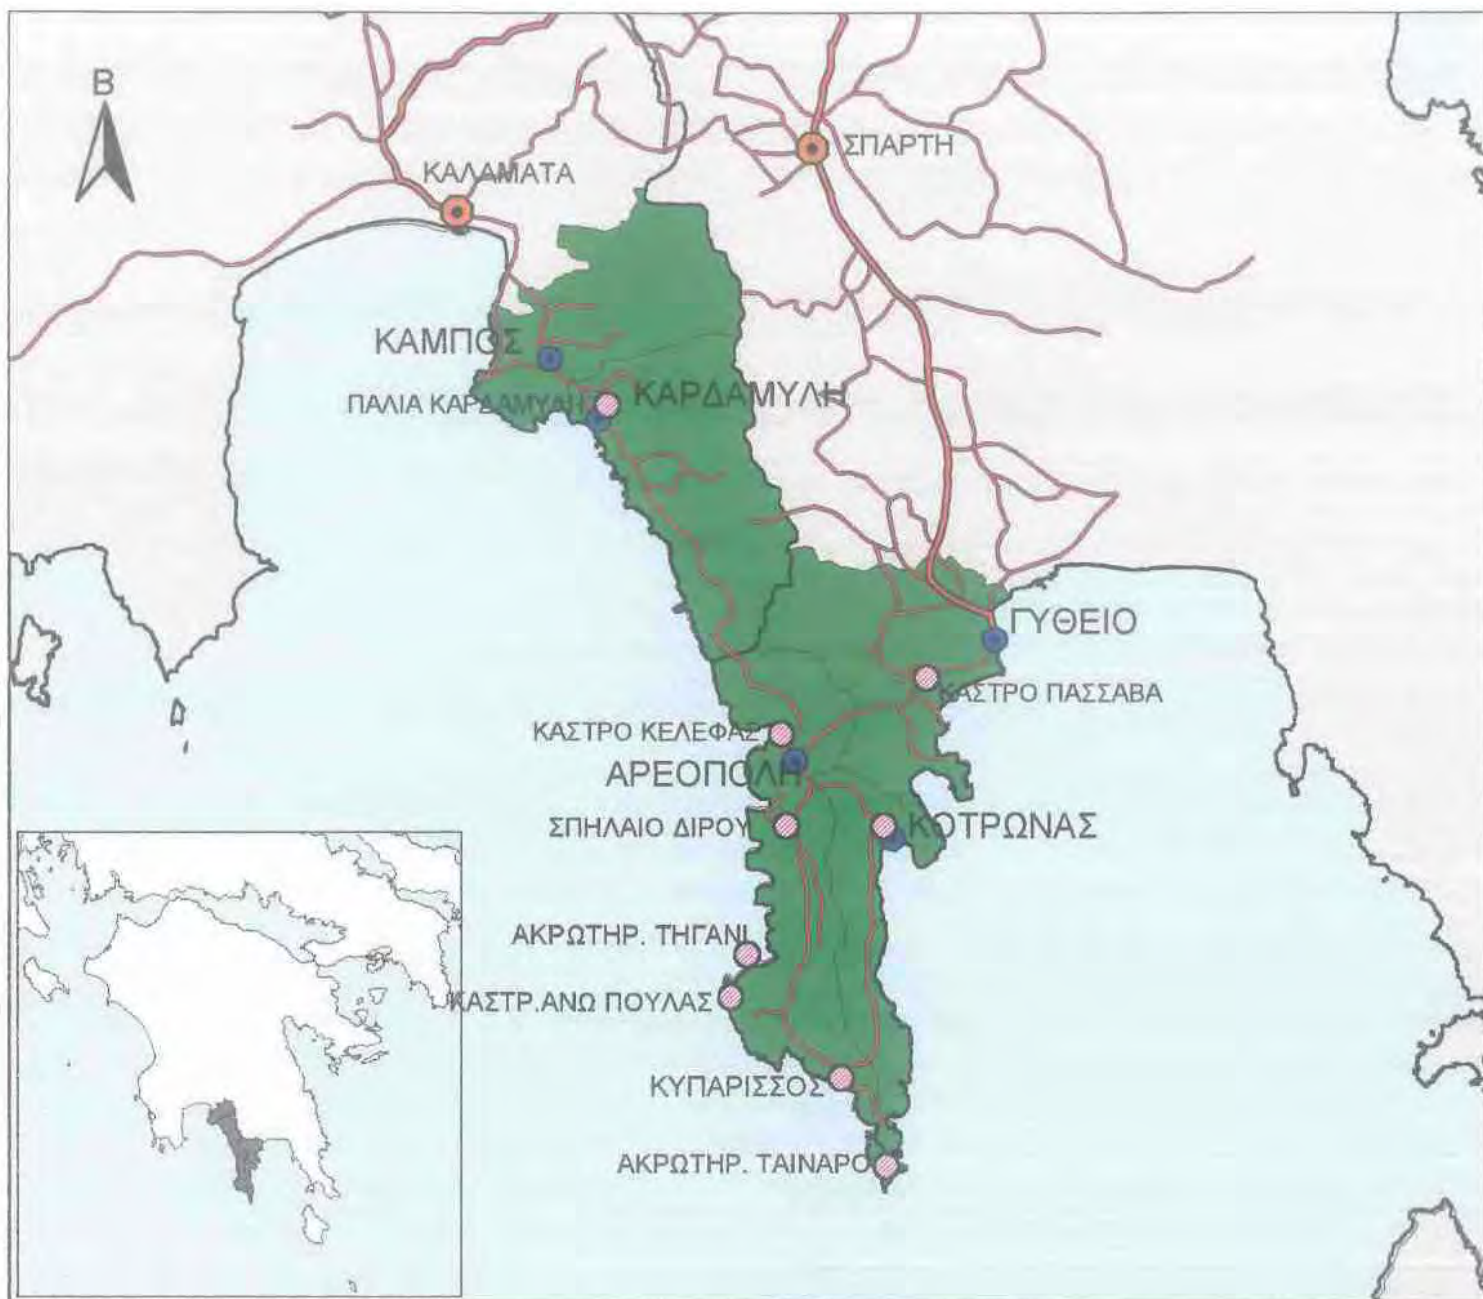 Β
ΣΠΑΡΤΗ
ΚΑΛΑΜΑΤΑ
ΚΑΜΠΟΣ
ΠΑΛΙΑ ΚΑΡΔΑΜΥΛΗ
ΚΑΡΔΑΜΥΛΗ
ΓΥΘΕΙΟ
ΚΑΣΤΡΟ ΠΑΣΣΑΒΑ
ΚΑΣΤΡΟ ΚΕΛΕΦΑΣ
ΑΡΕΟΠΟΛΗ
ΣΠΗΛΑΙΟ ΔΙΡΟΥ
ΚΟΤΡΩΝΑΣ
ΑΚΡΩΤΗΡ. ΤΗΓΑΝΙ
ΚΑΣΤΡ.ΑΝΩ ΠΟΥΛΑΣ
ΚΥΠΑΡΙΣΣΟΣ
ΑΚΡΩΤΗΡ. ΤΑΙΝΑΡΟ